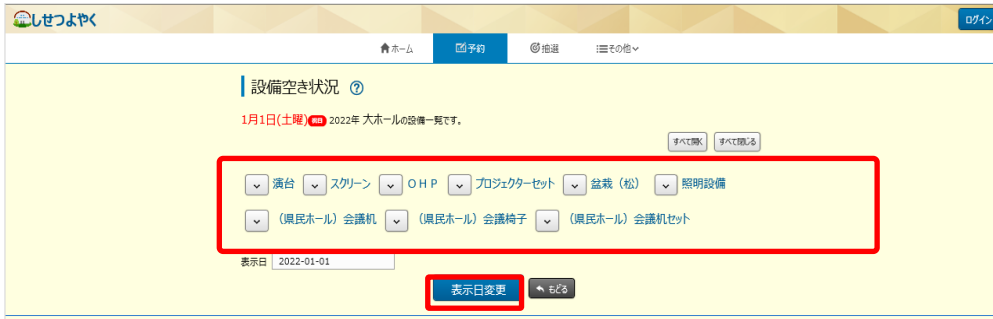 しせつよやく
ログイン
ホーム 予約 抽選 その他
設備空き状況 ?
1月1日(土曜) 祝日 2022年 大ホールの設備一覧です。
すべて開く すべて閉じる
演台 スクリーン OHP プロジェクターセット 盆栽（松） 照明設備
（県民ホール）会議机 （県民ホール）会議椅子 （県民ホール）会議机セット
表示日 2022-01-01
表示日変更 もどる